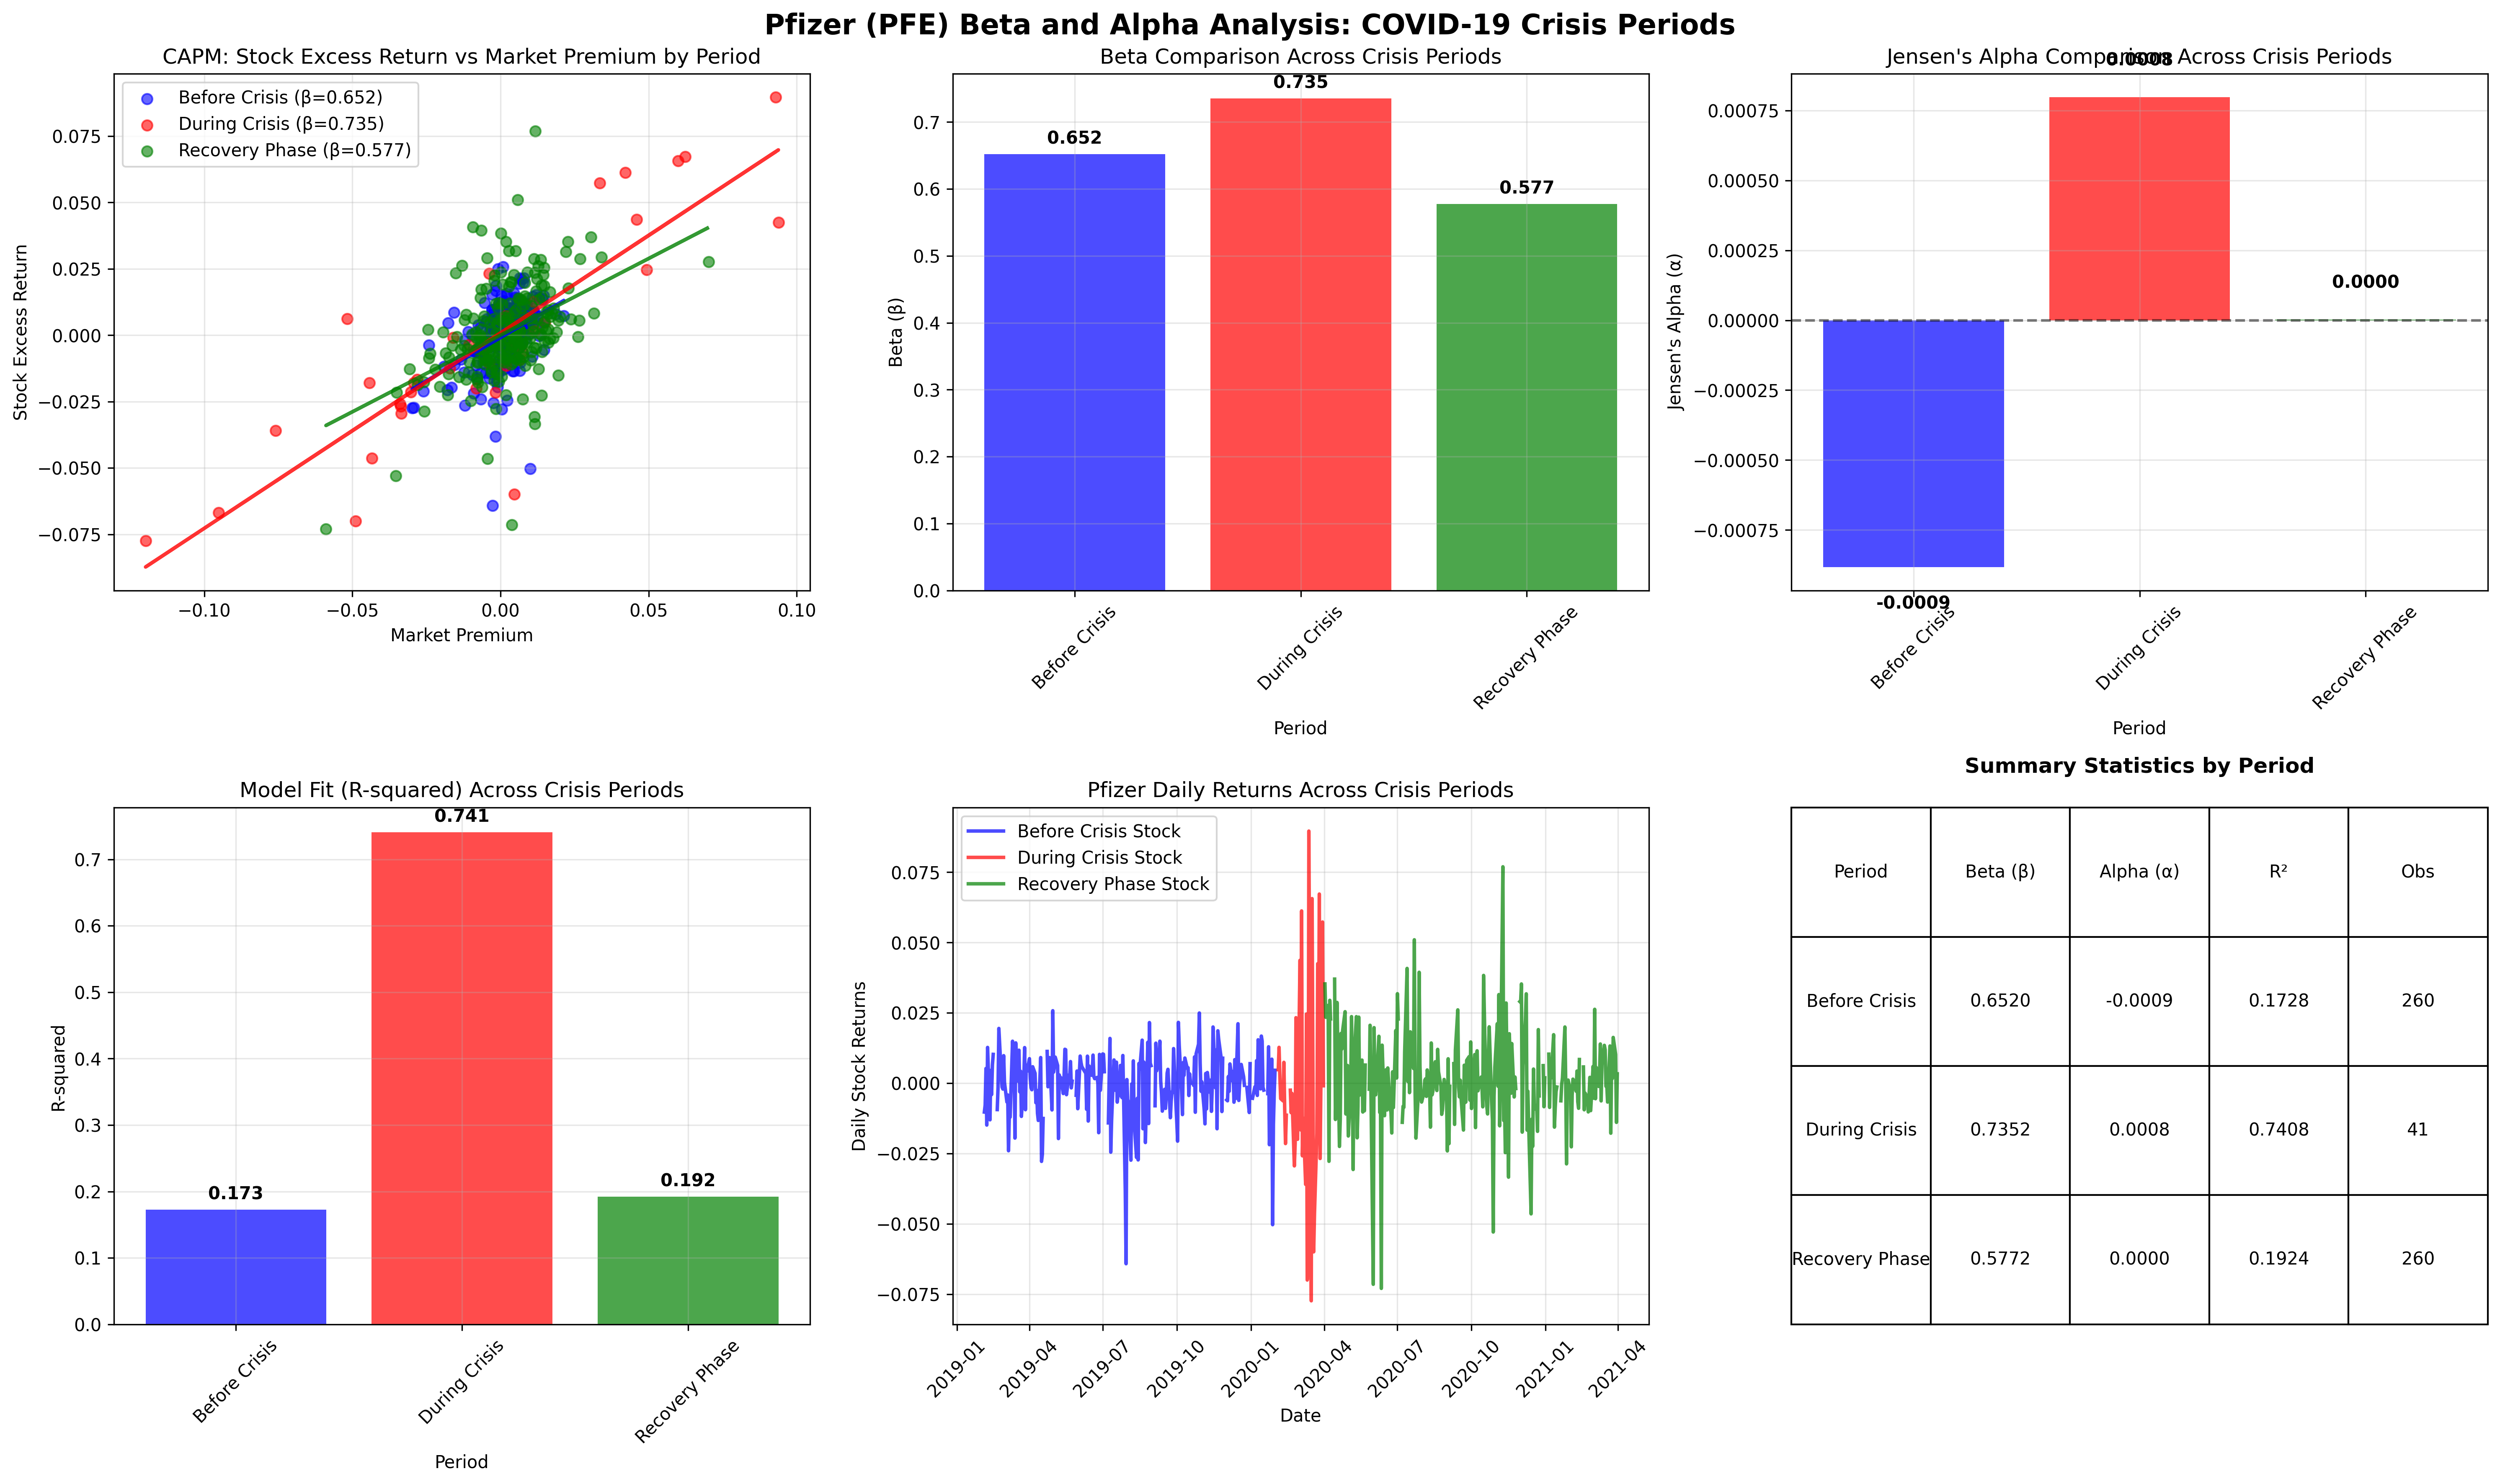 Pfizer (PFE) Beta and Alpha Analysis: COVID-19 Crisis Periods
CAPM: Stock Excess Return vs Market Premium by Period
Before Crisis (β=0.652)
During Crisis (β=0.735)
Recovery Phase (β=0.577)
Stock Excess Return
0.075
0.050
0.025
0.000
−0.025
−0.050
−0.075
−0.10
−0.05
0.00
0.05
0.10
Market Premium
Beta Comparison Across Crisis Periods
Beta (β)
0.7
0.6
0.5
0.4
0.3
0.2
0.1
0.0
0.652
0.735
0.577
Before Crisis
During Crisis
Recovery Phase
Period
Jensen's Alpha Comparison Across Crisis Periods
0.0008
Jensen's Alpha (α)
0.00075
0.00050
0.00025
0.00000
−0.00025
−0.00050
−0.00075
0.0000
-0.0009
Before Crisis
During Crisis
Recovery Phase
Period
Model Fit (R-squared) Across Crisis Periods
R-squared
0.7
0.6
0.5
0.4
0.3
0.2
0.1
0.0
0.173
0.741
0.192
Before Crisis
During Crisis
Recovery Phase
Period
Pfizer Daily Returns Across Crisis Periods
Before Crisis Stock
During Crisis Stock
Recovery Phase Stock
Daily Stock Returns
0.075
0.050
0.025
0.000
−0.025
−0.050
−0.075
2019-01
2019-04
2019-07
2019-10
2020-01
2020-04
2020-07
2020-10
2021-01
2021-04
Date
Summary Statistics by Period
Period Beta (β) Alpha (α) R² Obs
Before Crisis 0.6520 -0.0009 0.1728 260
During Crisis 0.7352 0.0008 0.7408 41
Recovery Phase 0.5772 0.0000 0.1924 260